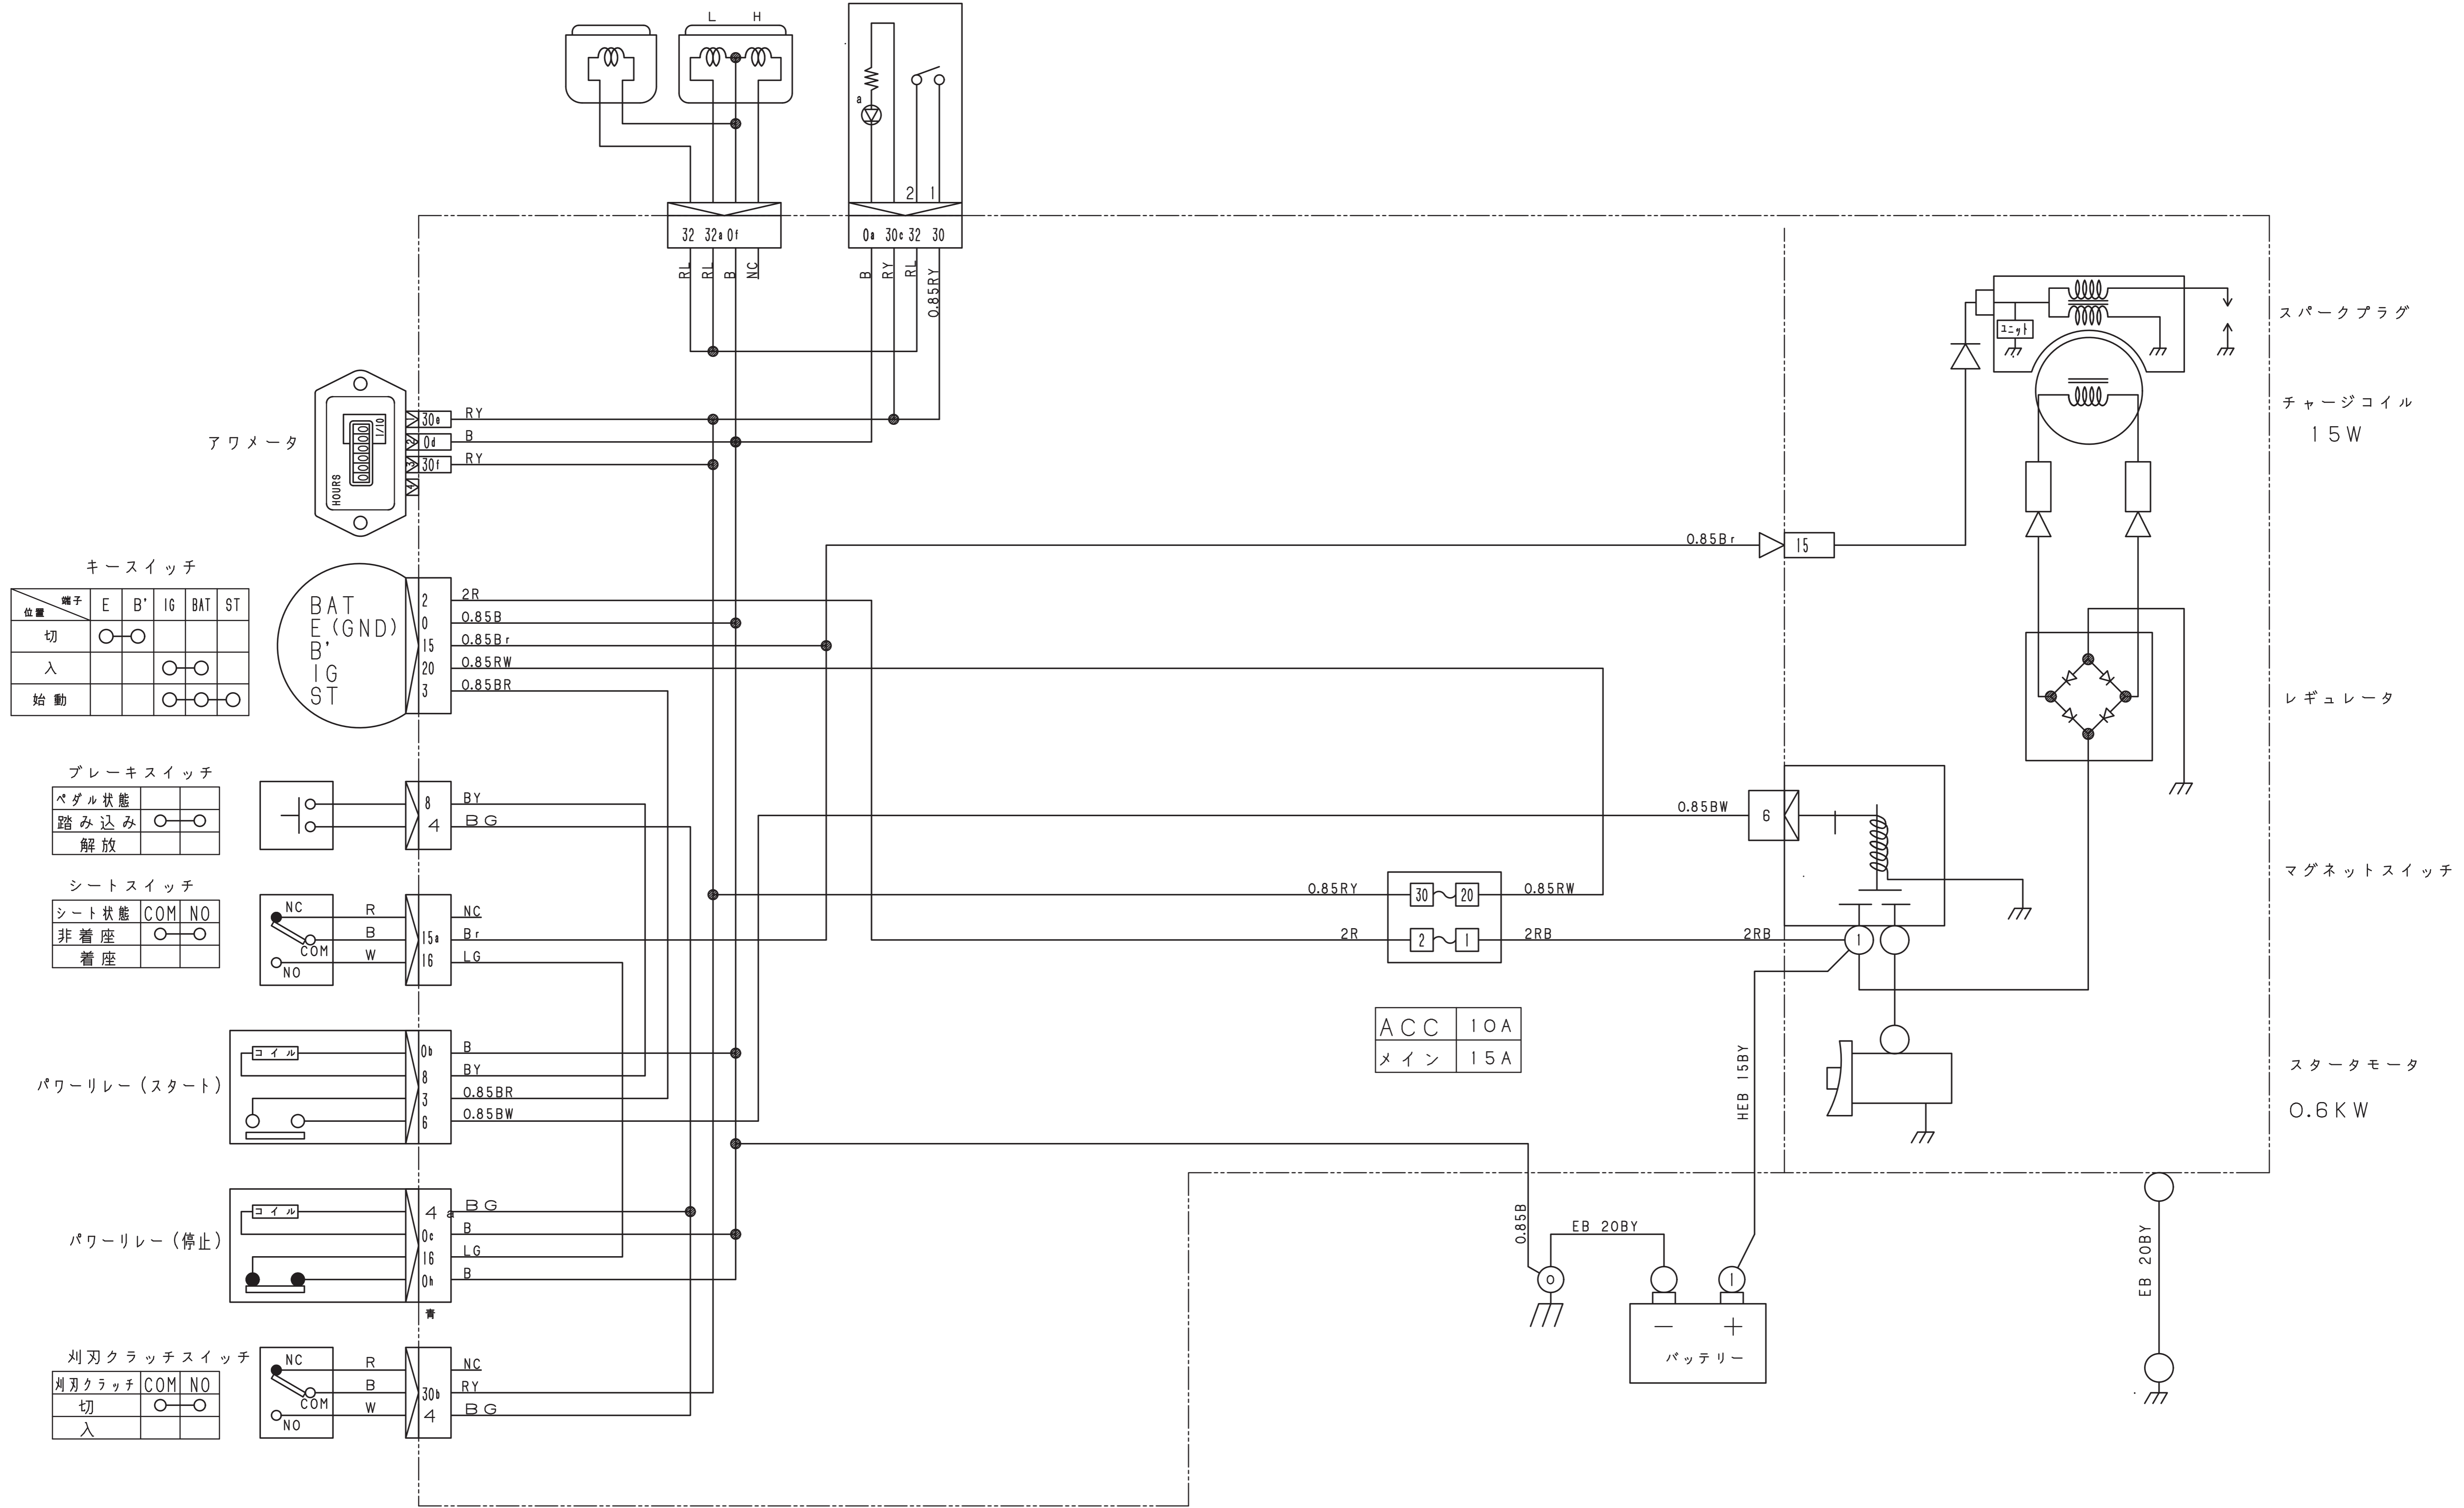 L H
a
2 1
32 32a 0f
0a 30c 32 30
RL RL B NC
B RY RL 0.85RY
ユニット
スパークプラグ
チャージコイル
15W
アワメータ
HOURS
1/10
0 0 0 0 0 0
1 30e RY
2 0d B
3 30f RY
4
0.85Br 15
キースイッチ
端子 位置 E B' IG BAT ST
切
入
始動
BAT 2 2R
E (GND) 0 0.85B
B' 15 0.85Br
IG 20 0.85RW
ST 3 0.85BR
レギュレータ
ブレーキスイッチ
ペダル状態
踏み込み
解放
8 BY
4 BG
0.85BW 6
マグネットスイッチ
シートスイッチ
シート状態 COM NO
非着座
着座
NC R NC
COM B 15a Br
NO W 16 LG
0.85RY 30 20 0.85RW
2R 2 1 2RB 2RB 1
ACC 10A
メイン 15A
パワーリレー(スタート)
コイル
0b B
8 BY
3 0.85BR
6 0.85BW
HEB 15BY
スタータモータ
0.6KW
パワーリレー(停止)
コイル
4a BG
0c B
16 LG
0h B
青
0.85B
EB 20BY
0
1
− +
バッテリー
EB 20BY
刈刃クラッチスイッチ
刈刃クラッチ COM NO
切
入
NC R NC
COM B 30b RY
NO W 4 BG